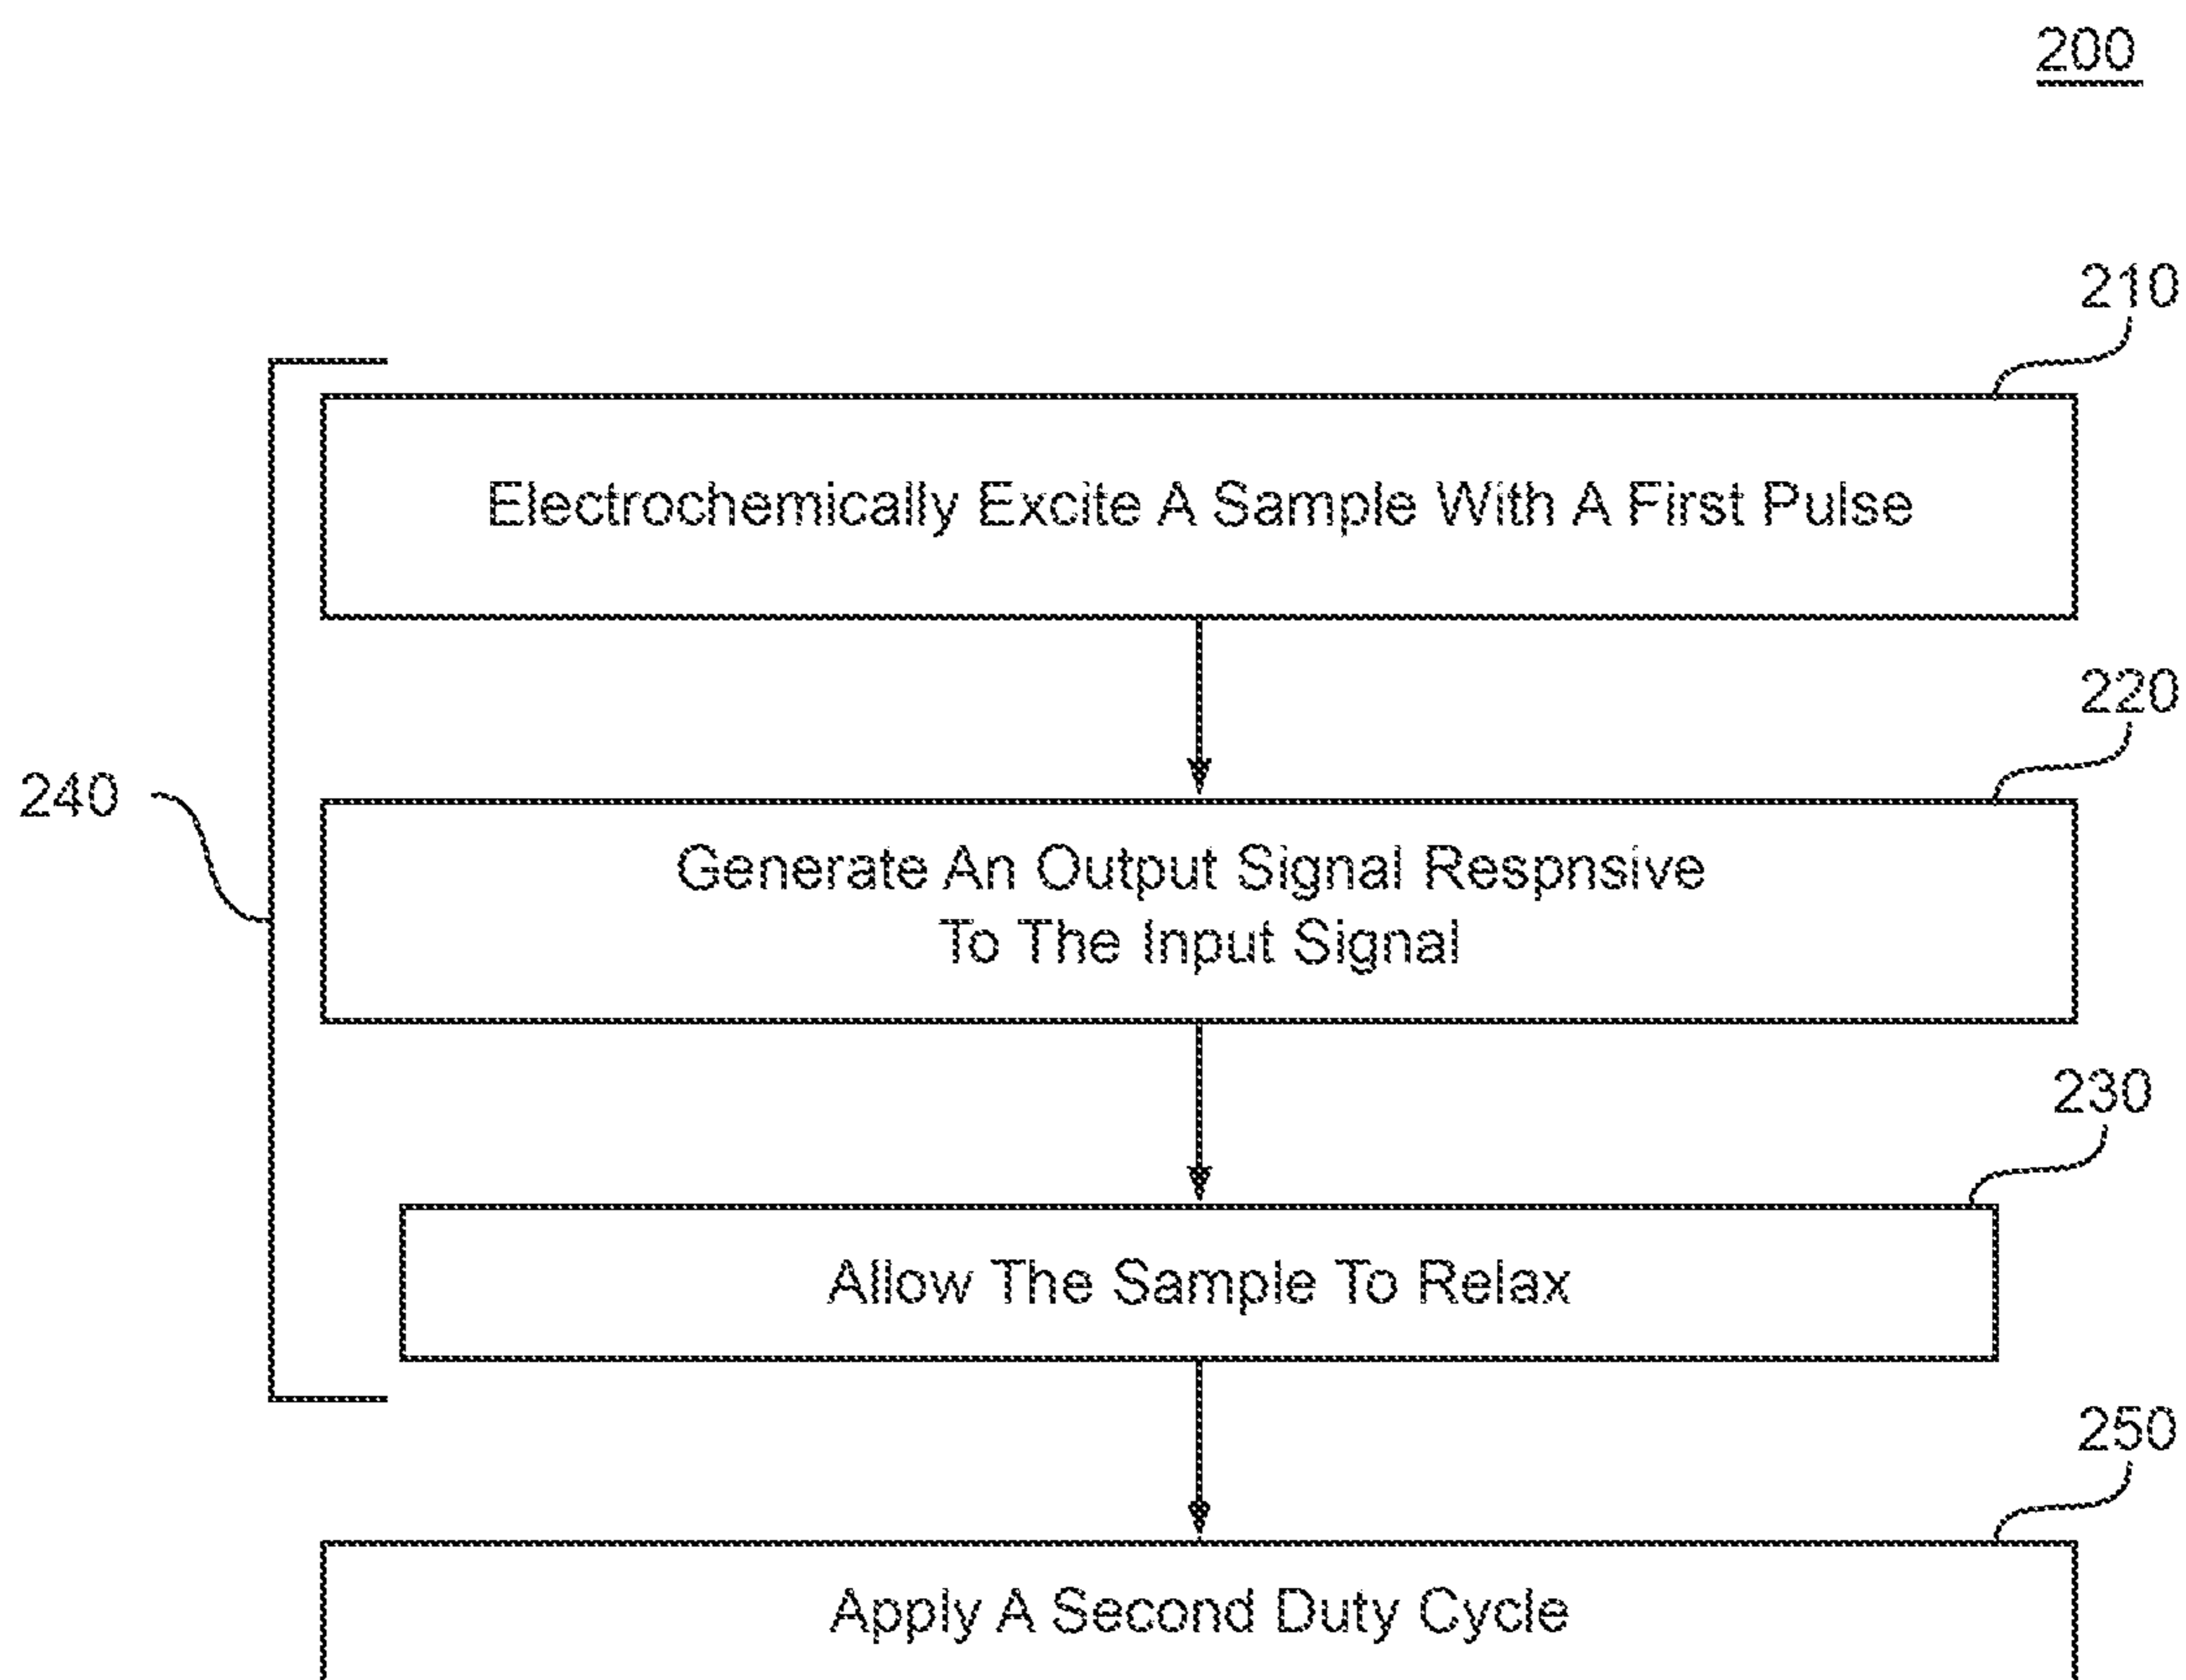 200
210
Electrochemically Excite A Sample With A First Pulse
220
240
Generate An Output Signal Respnsive
To The Input Signal
230
Allow The Sample To Relax
250
Apply A Second Duty Cycle